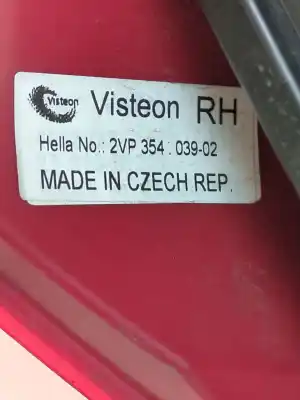 Visteon Visteon RH
Hella No.: 2VP 354 : 039-02
MADE IN CZECH REP.